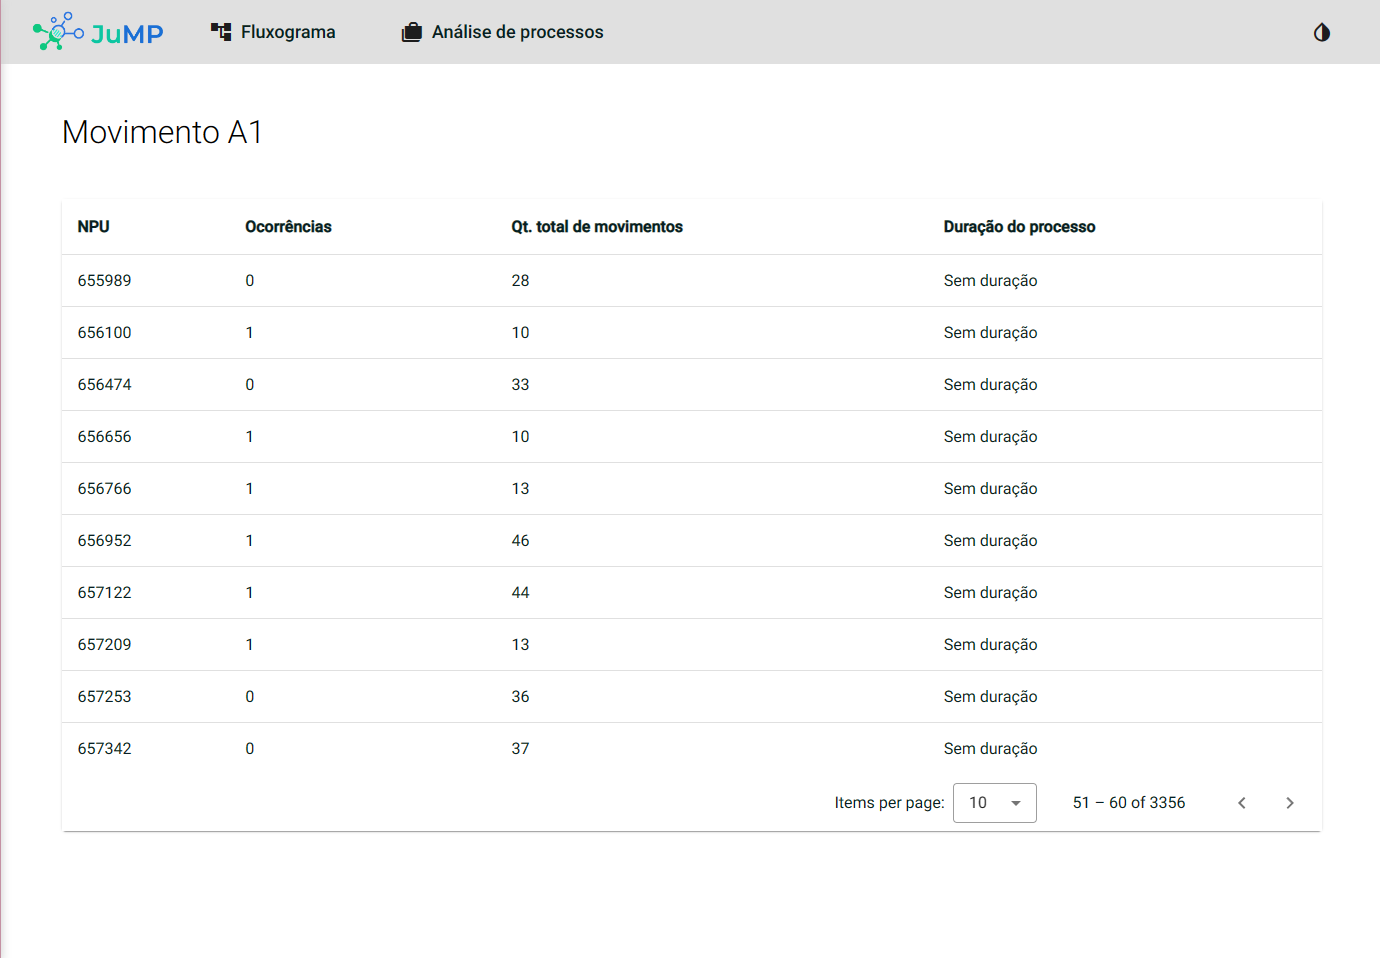 JuMP Fluxograma Análise de processos
Movimento A1
NPU Ocorrências Qt. total de movimentos Duração do processo
655989 0 28 Sem duração
656100 1 10 Sem duração
656474 0 33 Sem duração
656656 1 10 Sem duração
656766 1 13 Sem duração
656952 1 46 Sem duração
657122 1 44 Sem duração
657209 1 13 Sem duração
657253 0 36 Sem duração
657342 0 37 Sem duração
Items per page: 10 51 – 60 of 3356